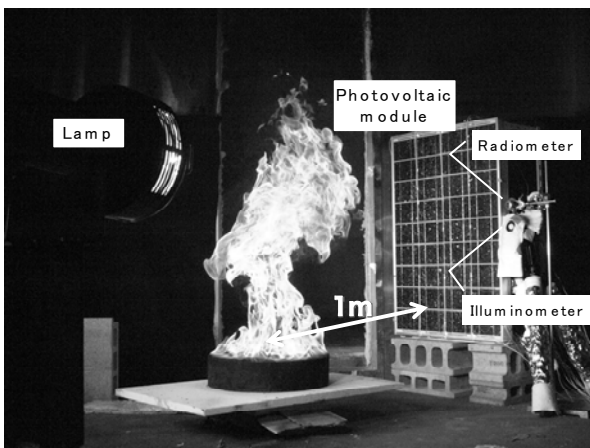 Lamp
Photovoltaic
module
Radiometer
1m
Illuminometer